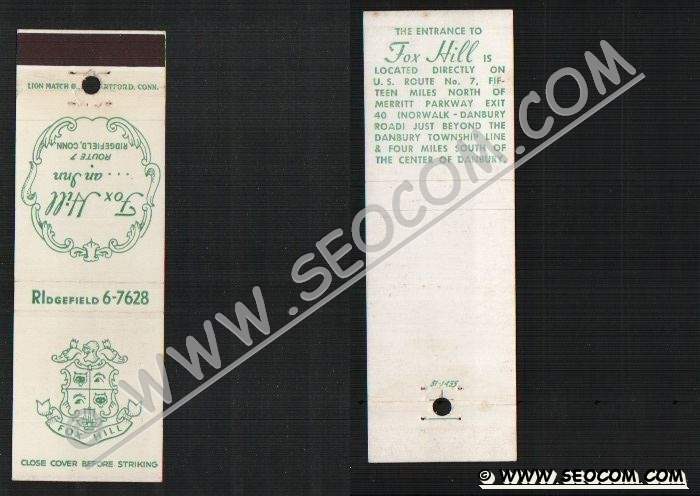 LION MATCH
RTFORD, CONN.
Fox Hill
... an Inn
ROUTE 7
RIDGEFIELD, CONN.
RIDGEFIELD 6-7628
FOX HILL
CLOSE COVER BEFORE STRIKING
THE ENTRANCE TO
Fox Hill IS
LOCATED DIRECTLY ON
U.S. ROUTE No. 7, FIF-
TEEN MILES NORTH OF
MERRITT PARKWAY EXIT
40 (NORWALK - DANBURY
ROAD) JUST BEYOND THE
DANBURY TOWNSHIP LINE
& FOUR MILES SOUTH OF
THE CENTER OF DANBURY.
© WWW.SEOCOM.COM
© WWW.SEOCOM.COM